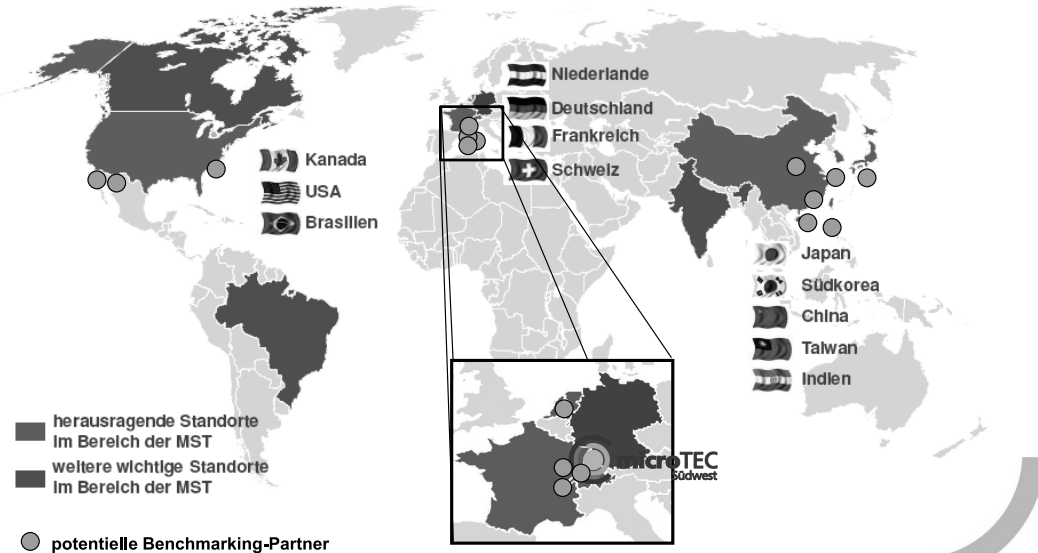 Niederlande
Deutschland
Frankreich
Schweiz
Kanada
USA
Brasilien
Japan
Südkorea
China
Taiwan
Indien
herausragende Standorte
im Bereich der MST
weitere wichtige Standorte
im Bereich der MST
microTEC
Südwest
potentielle Benchmarking-Partner